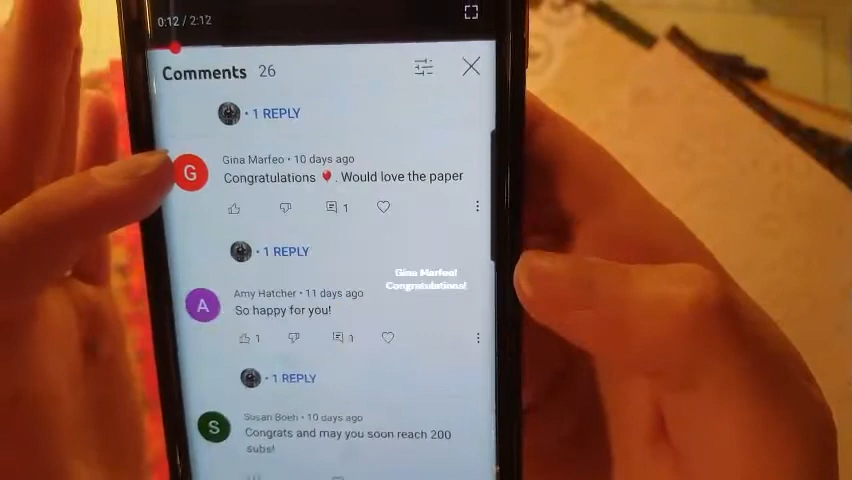 0:12 / 2:12
Comments 26
• 1 REPLY
Gina Marfeo • 10 days ago
G
Congratulations 🎈. Would love the paper
1
• 1 REPLY
Gina Marfeo!
Congratulations!
Amy Hatcher • 11 days ago
A
So happy for you!
1 1
• 1 REPLY
Susan Boeh • 10 days ago
S
Congrats and may you soon reach 200
subs!